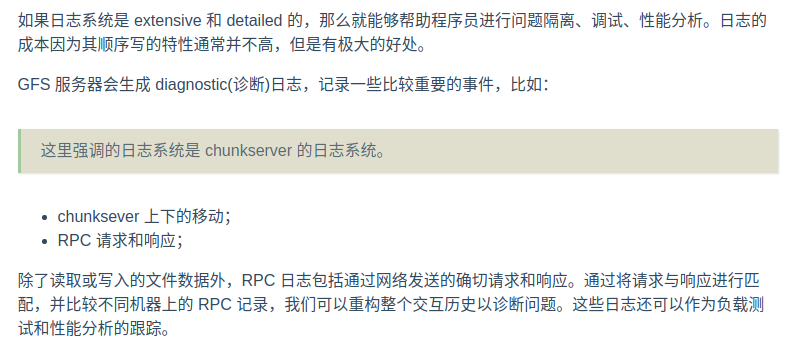 如果日志系统是 extensive 和 detailed 的，那么就能够帮助程序员进行问题隔离、调试、性能分析。日志的
成本因为其顺序写的特性通常并不高，但是有极大的好处。
GFS 服务器会生成 diagnostic(诊断)日志，记录一些比较重要的事件，比如：
这里强调的日志系统是 chunkserver 的日志系统。
• chunksever 上下的移动；
• RPC 请求和响应；
除了读取或写入的文件数据外，RPC 日志包括通过网络发送的确切请求和响应。通过将请求与响应进行匹
配，并比较不同机器上的 RPC 记录，我们可以重构整个交互历史以诊断问题。这些日志还可以作为负载测
试和性能分析的跟踪。